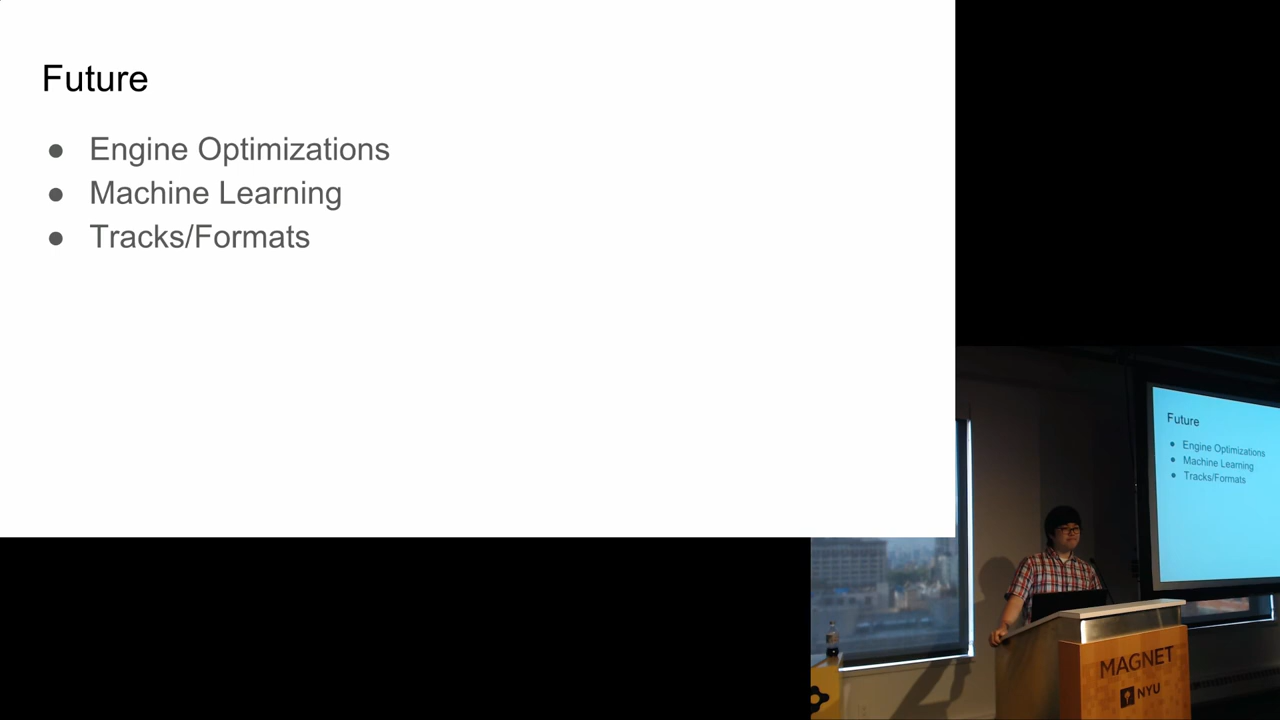 Future
● Engine Optimizations
● Machine Learning
● Tracks/Formats
Future
● Engine Optimizations
● Machine Learning
● Tracks/Formats
MAGNET
NYU